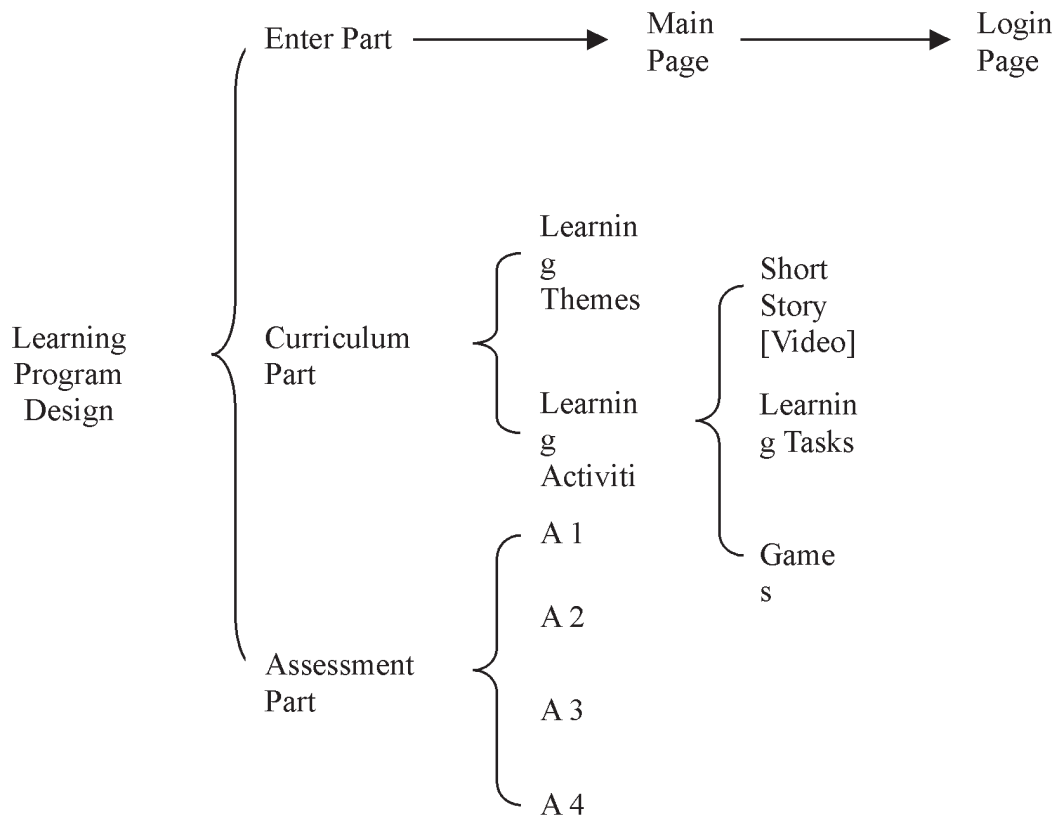 Enter Part
Main
Page
Login
Page
Learning
Program
Design
Curriculum
Part
Learnin
g
Themes
Learnin
g
Activiti
Short
Story
[Video]
Learnin
g Tasks
Game
s
Assessment
Part
A 1
A 2
A 3
A 4